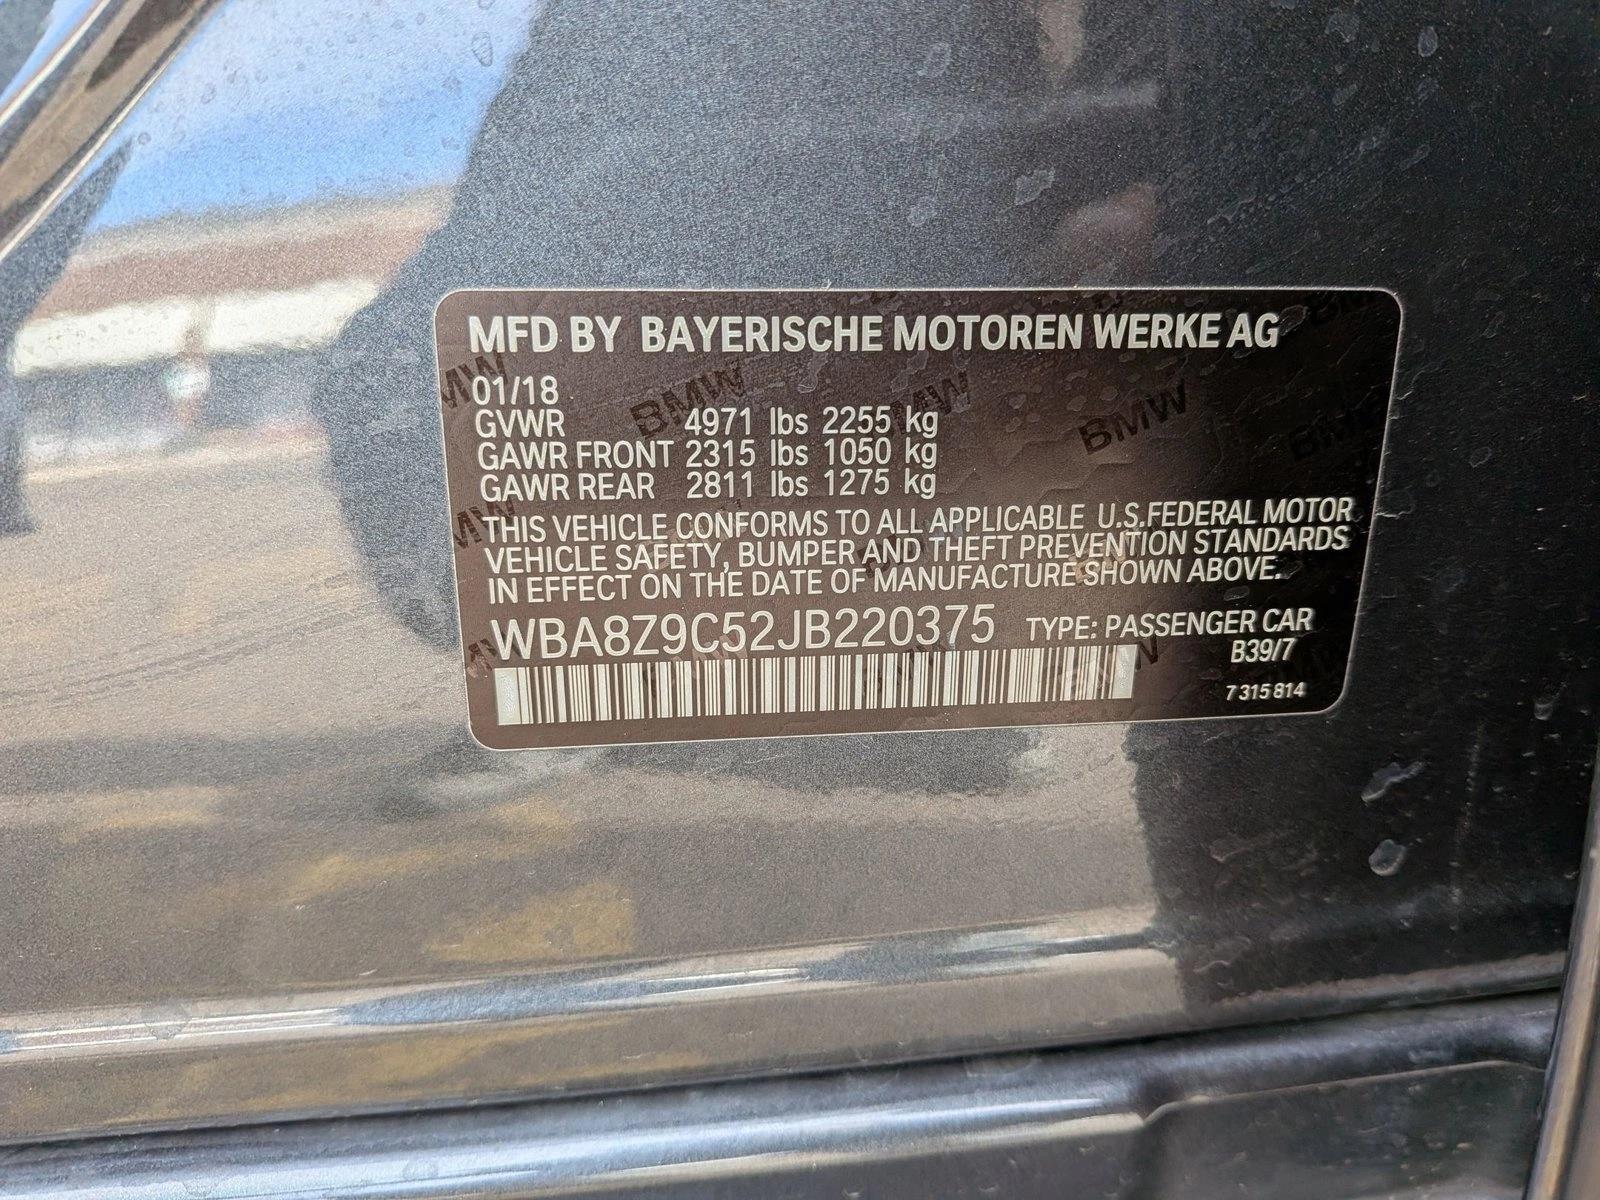 MFD BY BAYERISCHE MOTOREN WERKE AG
01/18
GVWR 4971 lbs 2255 kg
GAWR FRONT 2315 lbs 1050 kg
GAWR REAR 2811 lbs 1275 kg
THIS VEHICLE CONFORMS TO ALL APPLICABLE U.S.FEDERAL MOTOR
VEHICLE SAFETY, BUMPER AND THEFT PREVENTION STANDARDS
IN EFFECT ON THE DATE OF MANUFACTURE SHOWN ABOVE.
WBA8Z9C52JB220375 TYPE: PASSENGER CAR
B39/7
7 315 814